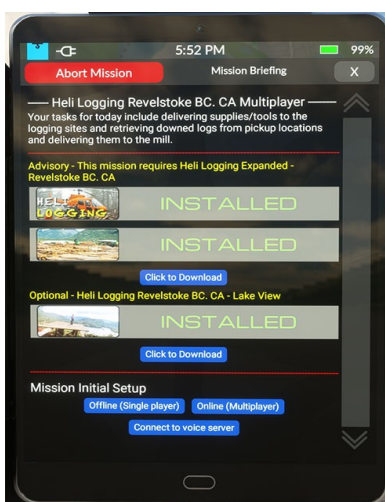 5:52 PM
99%
Abort Mission
Mission Briefing
X
Heli Logging Revelstoke BC. CA Multiplayer
Your tasks for today include delivering supplies/tools to the
logging sites and retrieving downed logs from pickup locations
and delivering them to the mill.
Advisory - This mission requires Heli Logging Expanded -
Revelstoke BC. CA
HELI
LOGGING
INSTALLED
INSTALLED
Click to Download
Optional - Heli Logging Revelstoke BC. CA - Lake View
INSTALLED
Click to Download
Mission Initial Setup
Offline (Single player)
Online (Multiplayer)
Connect to voice server